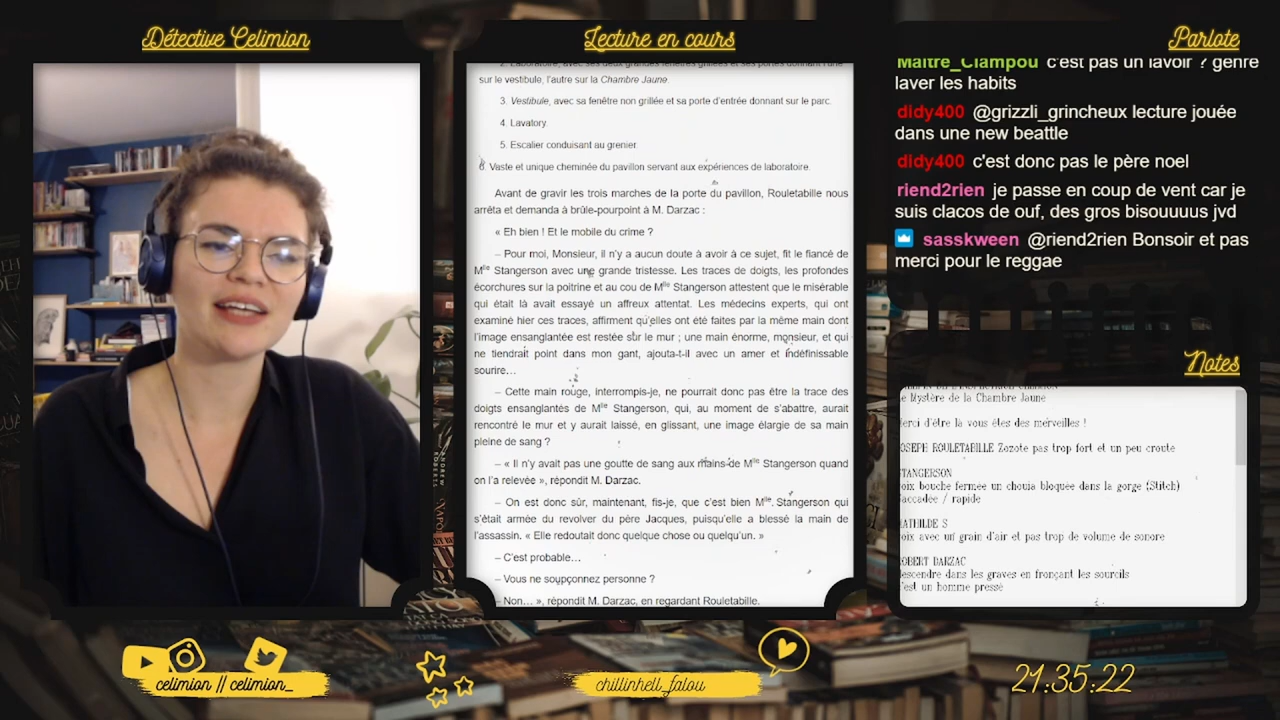 Détective Celimion
Lecture en cours
2. Laboratoire, avec ses deux grandes fenêtres grillées et ses portes donnant l'une
sur le vestibule, l'autre sur la Chambre Jaune.
3. Vestibule, avec sa fenêtre non grillée et sa porte d'entrée donnant sur le parc.
4. Lavatory.
5. Escalier conduisant au grenier
6. Vaste et unique cheminée du pavillon servant aux expériences de laboratoire.
Avant de gravir les trois marches de la porte du pavillon, Rouletabille nous
arrêta et demanda à brûle-pourpoint à M. Darzac :
« Eh bien ! Et le mobile du crime ?
– Pour moi, Monsieur, il n'y a aucun doute à avoir à ce sujet, fit le fiancé de
Mlle Stangerson avec une grande tristesse. Les traces de doigts, les profondes
écorchures sur la poitrine et au cou de Mlle Stangerson attestent que le misérable
qui était là avait essayé un affreux attentat. Les médecins experts, qui ont
examiné hier ces traces, affirment qu'elles ont été faites par la même main dont
l'image ensanglantée est restée sur le mur ; une main énorme, monsieur, et qui
ne tiendrait point dans mon gant, ajouta-t-il avec un amer et indéfinissable
sourire…
– Cette main rouge, interrompis-je, ne pourrait donc pas être la trace des
doigts ensanglantés de Mlle Stangerson, qui, au moment de s'abattre, aurait
rencontré le mur et y aurait laissé, en glissant, une image élargie de sa main
pleine de sang ?
– « Il n'y avait pas une goutte de sang aux mains de Mlle Stangerson quand
on l'a relevée », répondit M. Darzac.
– On est donc sûr, maintenant, fis-je, que c'est bien Mlle. Stangerson qui
s'était armée du revolver du père Jacques, puisqu'elle a blessé la main de
l'assassin. « Elle redoutait donc quelque chose ou quelqu'un. »
– C'est probable…
– Vous ne soupçonnez personne ?
– Non… », répondit M. Darzac, en regardant Rouletabille.
Parlote
Maitre_Clampou c'est pas un lavoir ? genre
laver les habits
didy400 @grizzli_grincheux lecture jouée
dans une new beattle
didy400 c'est donc pas le père noel
riend2rien je passe en coup de vent car je
suis clacos de ouf, des gros bisouuuus jvd
sasskween @riend2rien Bonsoir et pas
merci pour le reggae
Notes
Le Mystère de la Chambre Jaune
Merci d'être là vous êtes des merveilles !
JOSEPH ROULETABILLE Zozote pas trop fort et un peu croute
STANGERSON
voix bouche fermée un chouia bloquée dans la gorge (Stitch)
saccadée / rapide
MATHILDE S
voix avec un grain d'air et pas trop de volume de sonore
ROBERT DARZAC
descendre dans les graves en fronçant les sourcils
c'est un homme pressé
celimion // celimion_
chillinhell_falou
21:35:22